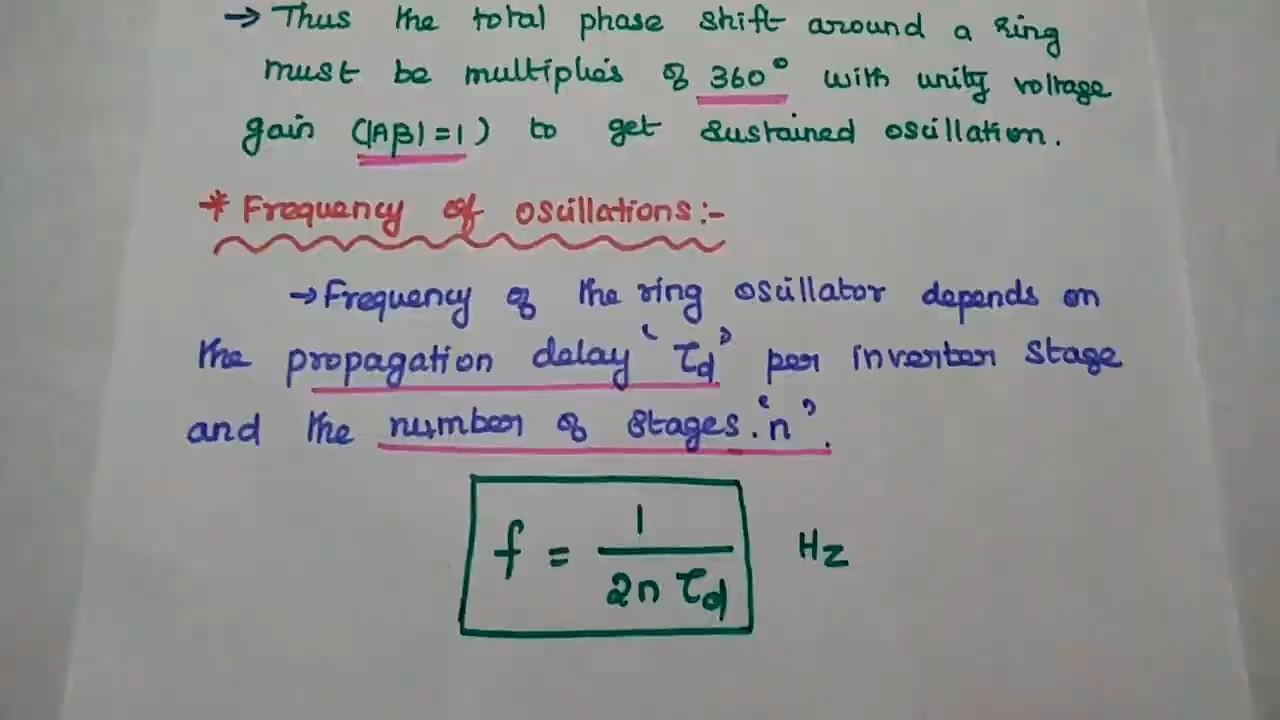 → Thus the total phase shift around a ring
must be multiples of 360° with unity voltage
gain (|Aβ| = 1) to get sustained oscillation.
* Frequency of oscillations:-
→ Frequency of the ring oscillator depends on
the propagation delay ‘τd’ per inverter stage
and the number of stages. ‘n’.
f = 1 / 2n τd Hz